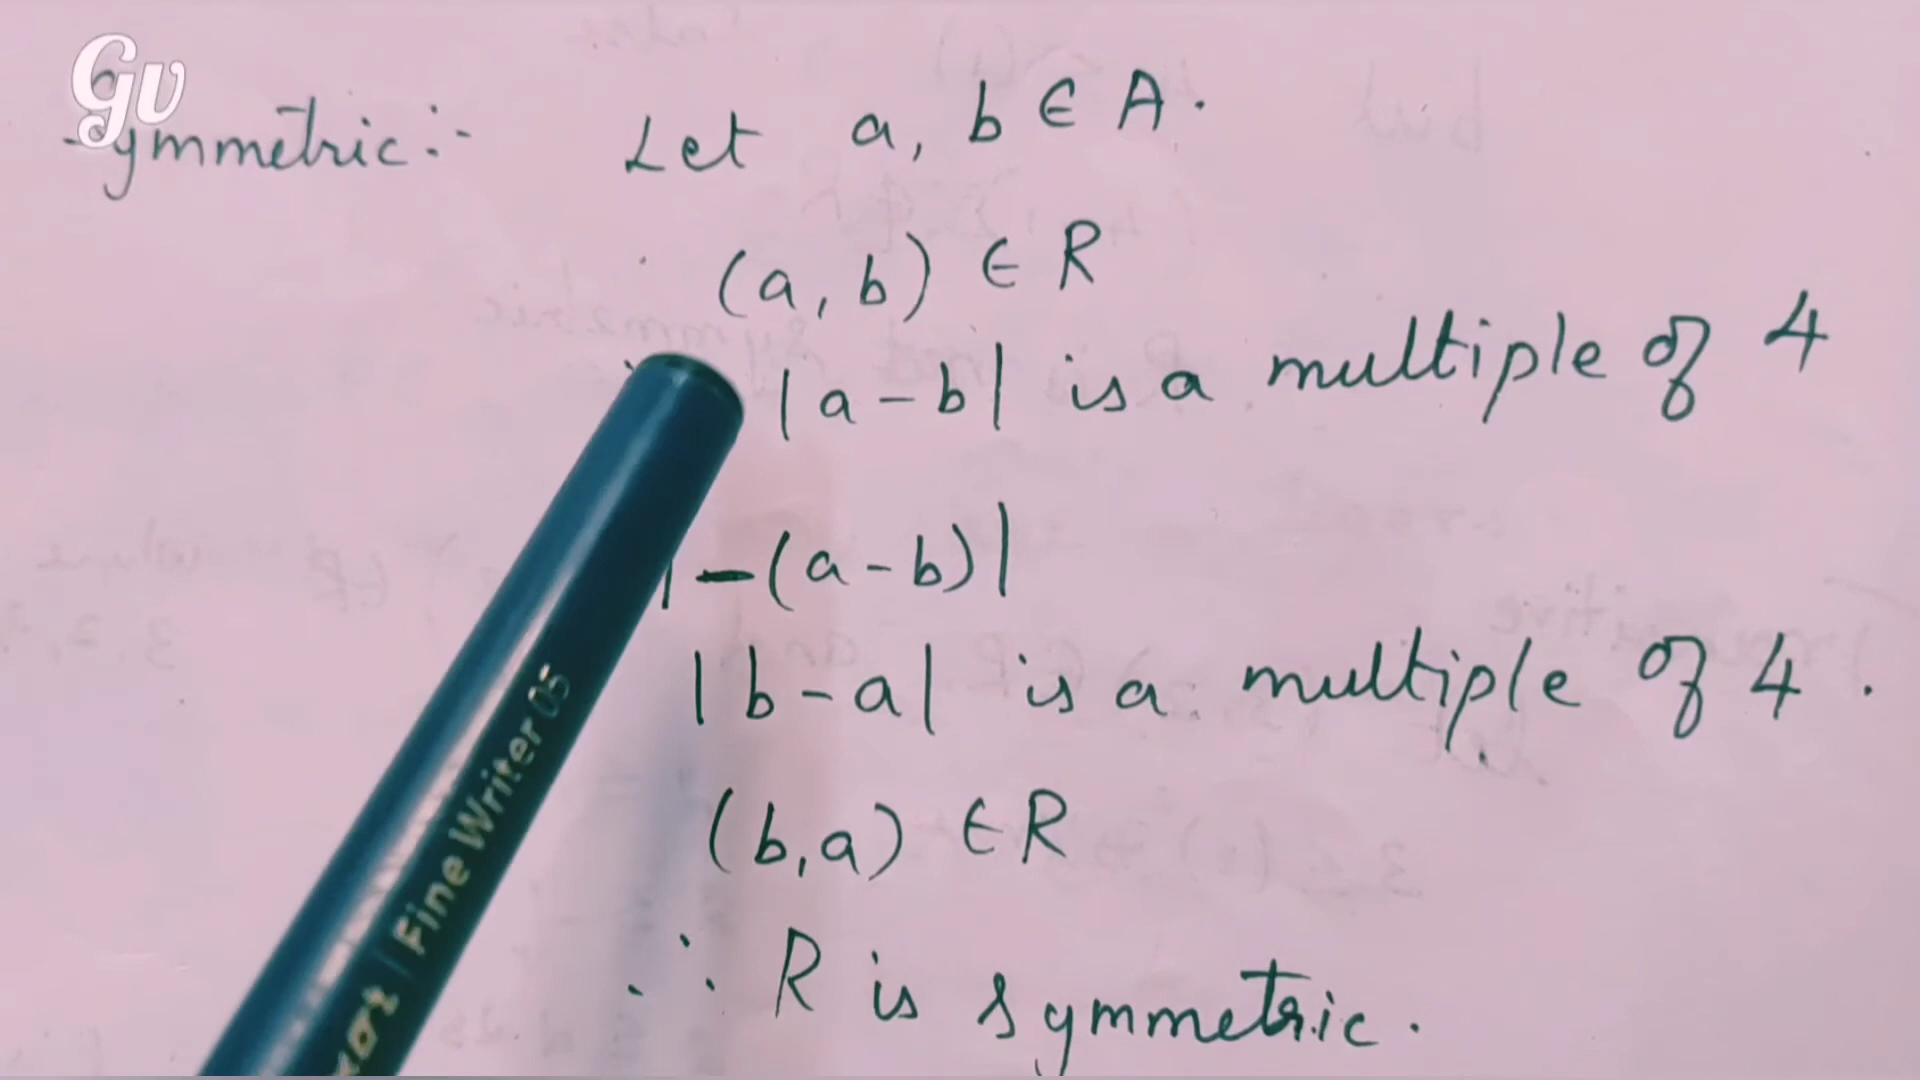 Gv
symmetric:- Let a, b ∈ A.
(a, b) ∈ R
|a - b| is a multiple of 4
|-(a - b)|
|b - a| is a multiple of 4.
(b, a) ∈ R
∴ R is symmetric.
Fine Writer 05